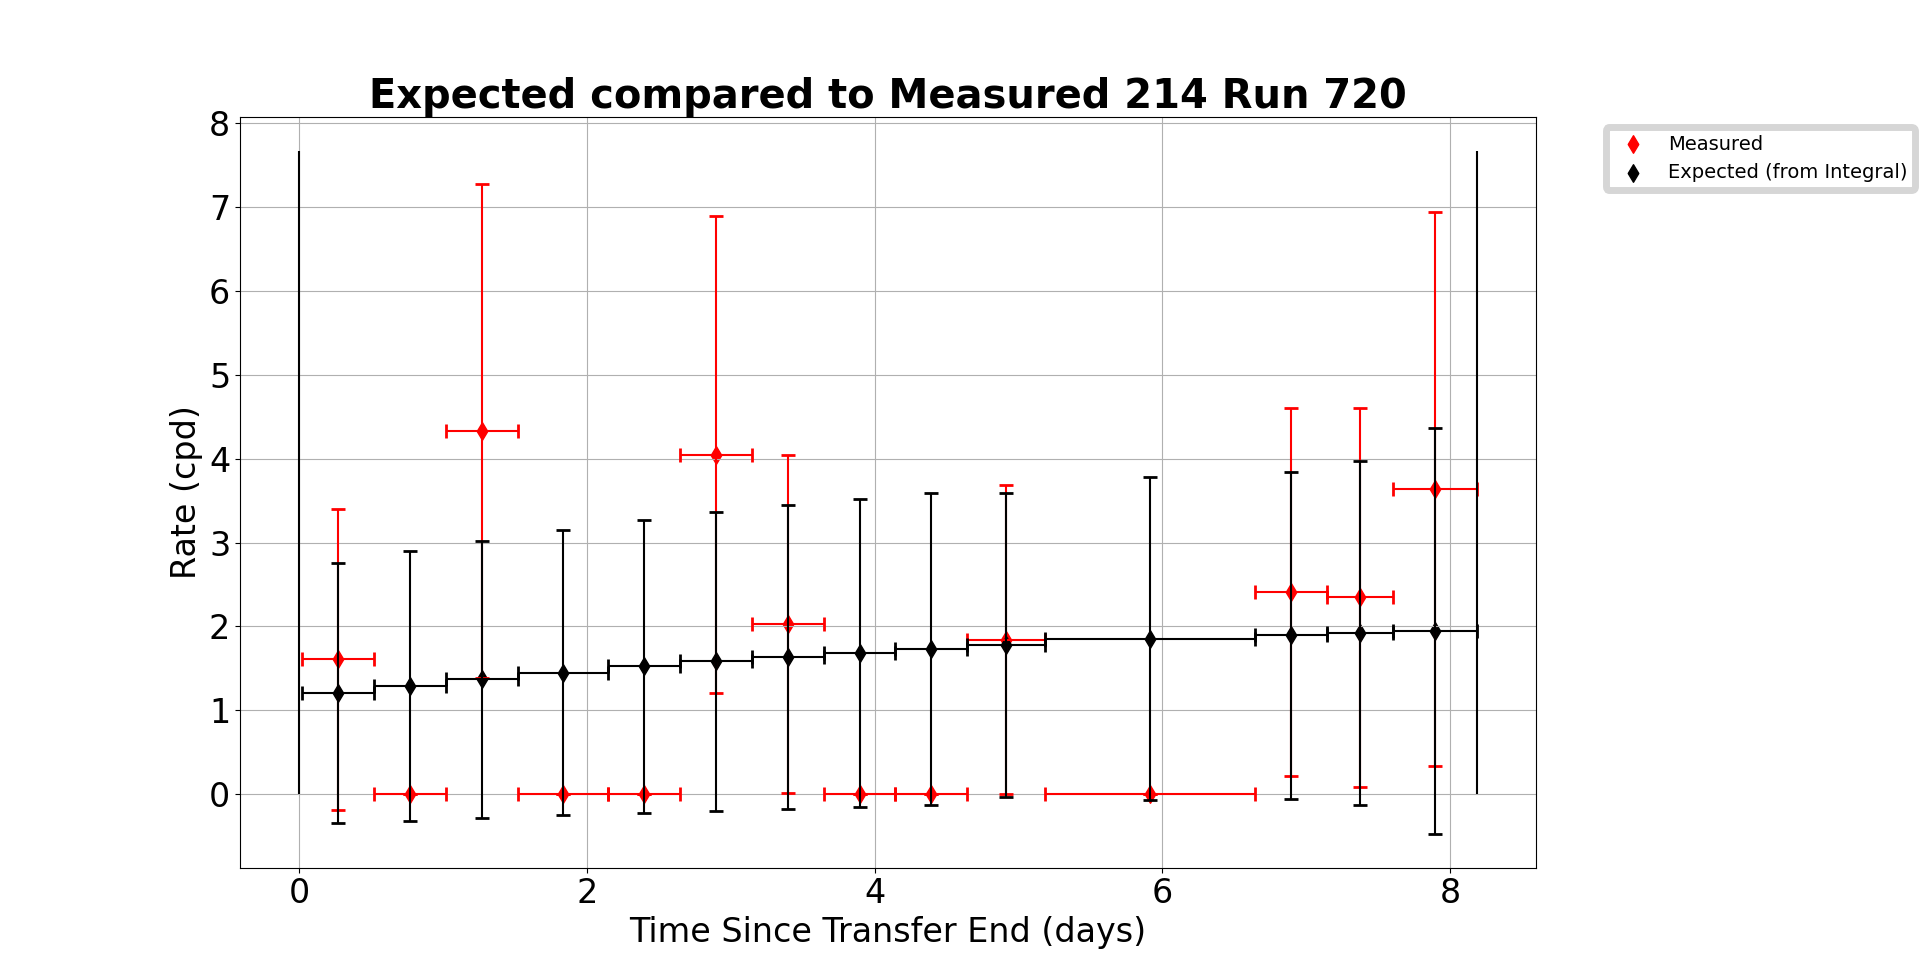 Expected compared to Measured 214 Run 720
Measured
Expected (from Integral)
Rate (cpd)
8
7
6
5
4
3
2
1
0
0 2 4 6 8
Time Since Transfer End (days)